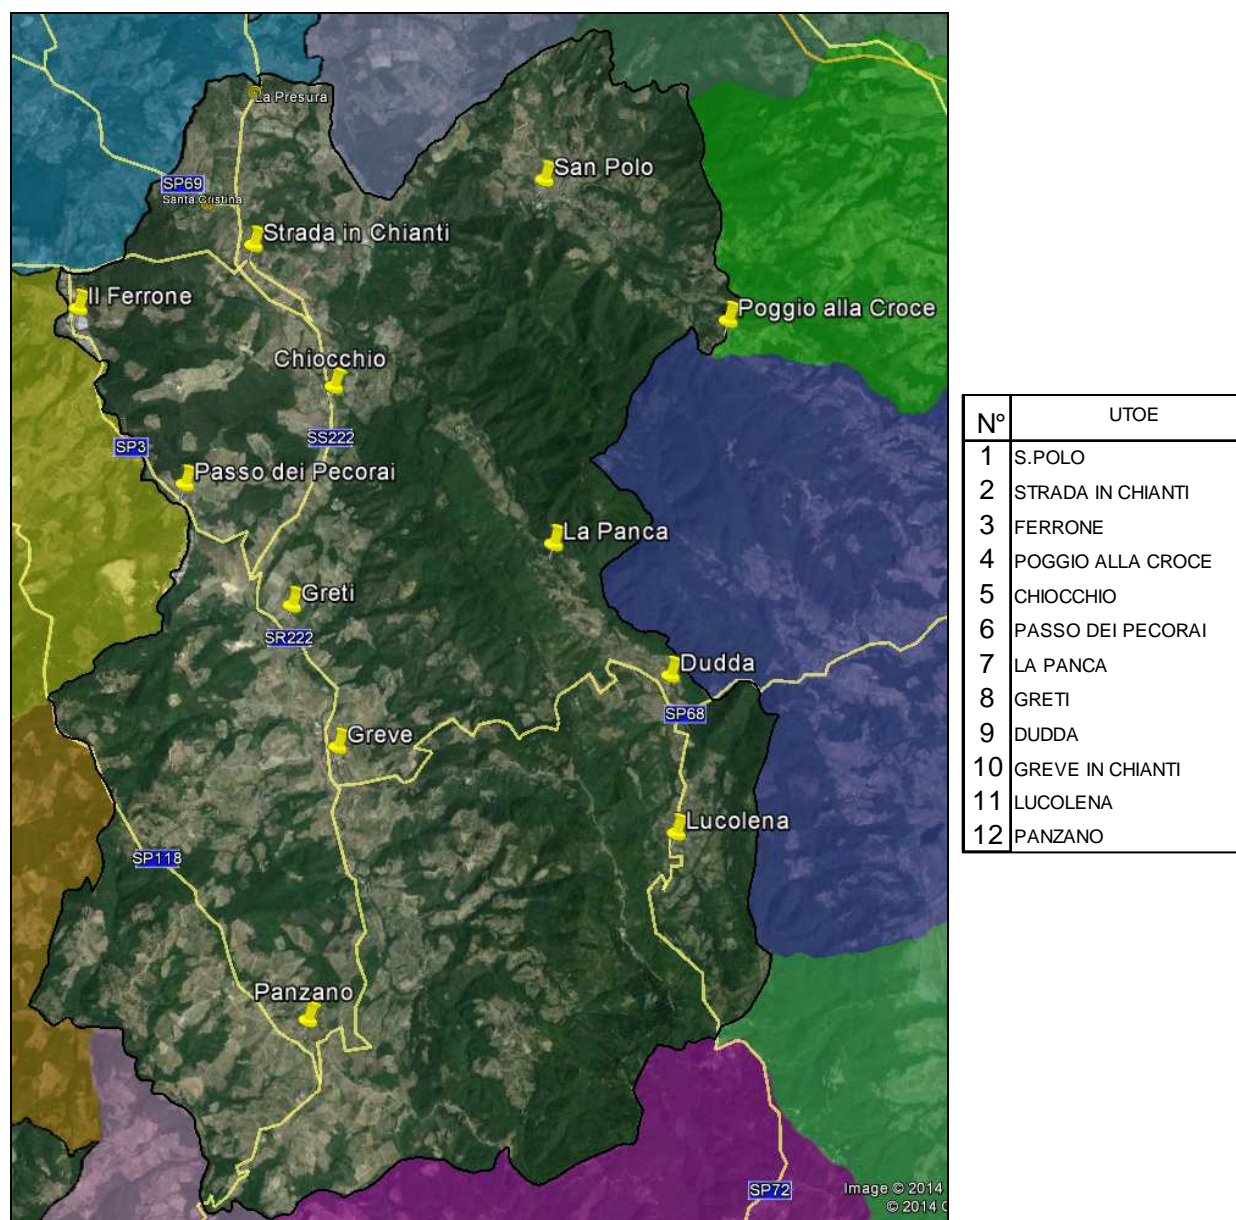 La Presura
San Polo
SP69
Santa Cristina
Strada in Chianti
Il Ferrone
Poggio alla Croce
Chiocchio
SS222
SP3
Passo dei Pecorai
La Panca
Greti
SR222
Dudda
SP68
Greve
Lucolena
SP118
Panzano
SP72
Image © 2014
© 2014
N° UTOE
1 S.POLO
2 STRADA IN CHIANTI
3 FERRONE
4 POGGIO ALLA CROCE
5 CHIOCCHIO
6 PASSO DEI PECORAI
7 LA PANCA
8 GRETI
9 DUDDA
10 GREVE IN CHIANTI
11 LUCOLENA
12 PANZANO